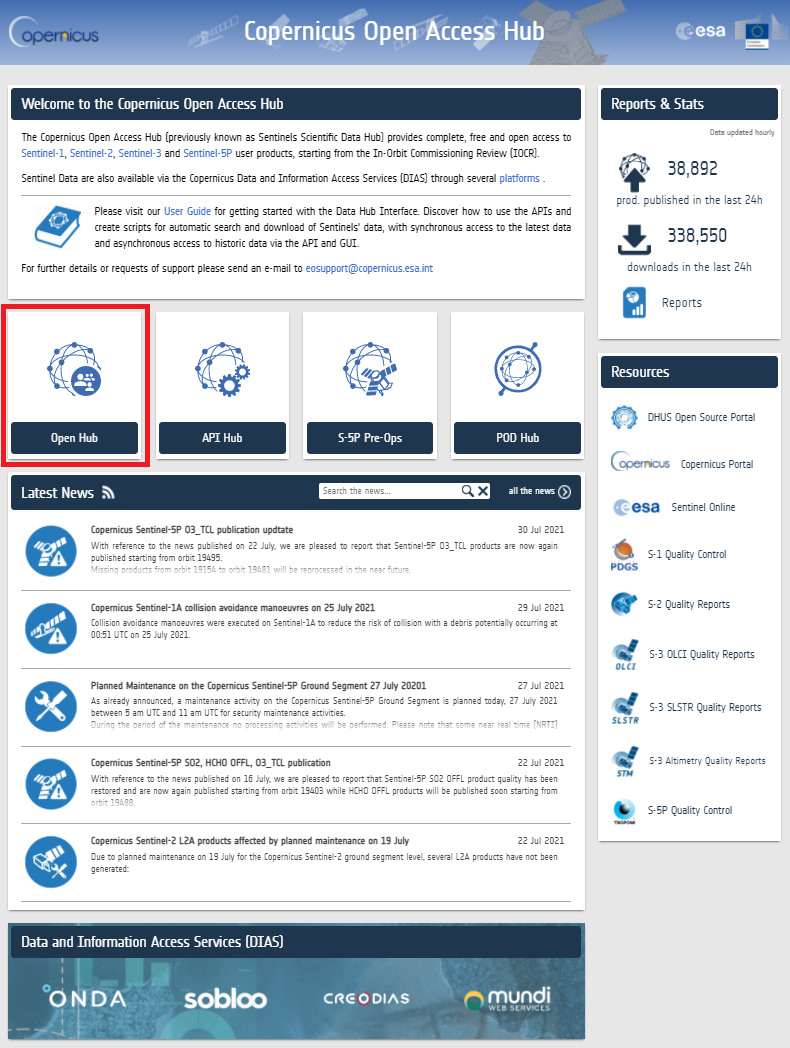 opernicus
Copernicus Open Access Hub
esa
European
Commission
Welcome to the Copernicus Open Access Hub
The Copernicus Open Access Hub (previously known as Sentinels Scientific Data Hub) provides complete, free and open access to
Sentinel-1, Sentinel-2, Sentinel-3 and Sentinel-5P user products, starting from the In-Orbit Commissioning Review (IOCR).
Sentinel Data are also available via the Copernicus Data and Information Access Services (DIAS) through several platforms .
Please visit our User Guide for getting started with the Data Hub Interface. Discover how to use the APIs and
create scripts for automatic search and download of Sentinels' data, with synchronous access to the latest data
and asynchronous access to historic data via the API and GUI.
For further details or requests of support please send an e-mail to eosupport@copernicus.esa.int
Open Hub
API Hub
S-5P Pre-Ops
POD Hub
Latest News
Search the news...
all the news
Copernicus Sentinel-5P O3_TCL publication updtate
30 Jul 2021
With reference to the news published on 22 July, we are pleased to report that Sentinel-5P O3_TCL products are now again
published starting from orbit 19495.
Missing products from orbit 19154 to orbit 19481 will be reprocessed in the near future.
Copernicus Sentinel-1A collision avoidance manoeuvres on 25 July 2021
29 Jul 2021
Collision avoidance manoeuvres were executed on Sentinel-1A to reduce the risk of collision with a debris potentially occurring at
00:51 UTC on 25 July 2021.
Planned Maintenance on the Copernicus Sentinel-5P Ground Segment 27 July 20201
27 Jul 2021
As already announced, a maintenance activity on the Copernicus Sentinel-5P Ground Segment is planned today, 27 July 2021
between 5 am UTC and 11 am UTC for security maintenance activities.
During the period of the maintenance no processing activities will be performed. Please note that some near real time [NRTI]
Copernicus Sentinel-5P SO2, HCHO OFFL, O3_TCL publication
22 Jul 2021
With reference to the news published on 16 July, we are pleased to report that Sentinel-5P SO2 OFFL product quality has been
restored and are now again published starting from orbit 19403 while HCHO OFFL products will be published soon starting from
orbit 19488.
Copernicus Sentinel-2 L2A products affected by planned maintenance on 19 July
22 Jul 2021
Due to planned maintenance on 19 July for the Copernicus Sentinel-2 ground segment level, several L2A products have not been
generated:
Data and Information Access Services (DIAS)
ONDA
sobloo
CREODIAS
mundi
WEB SERVICES
Reports & Stats
Data updated hourly
38,892
prod. published in the last 24h
338,550
downloads in the last 24h
Reports
Resources
DHUS Open Source Portal
opernicus
Copernicus Portal
esa
Sentinel Online
PDGS
S-1 Quality Control
S-2 Quality Reports
OLCI
S-3 OLCI Quality Reports
SLSTR
S-3 SLSTR Quality Reports
STM
S-3 Altimetry Quality Reports
TROPOMI
S-5P Quality Control